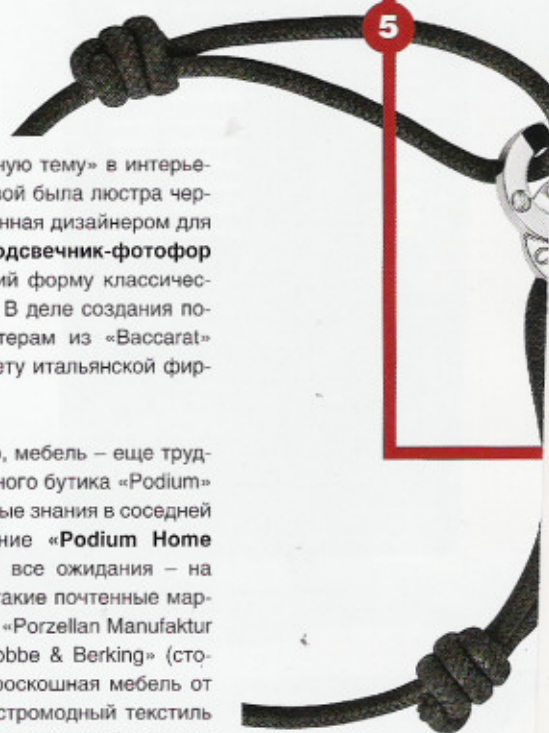 5
ную тему» в интерье-
вой была люстра чер-
нная дизайнером для
одсвечник-фотофор
ий форму классичес-
В деле создания по-
терам из «Baccarat»
ету итальянской фир-
, мебель – еще труд-
ного бутика «Podium»
ые знания в соседней
ние «Podium Home
все ожидания – на
такие почтенные мар-
«Porzellan Manufaktur
obbe & Berking» (сто-
роскошная мебель от
стромодный текстиль